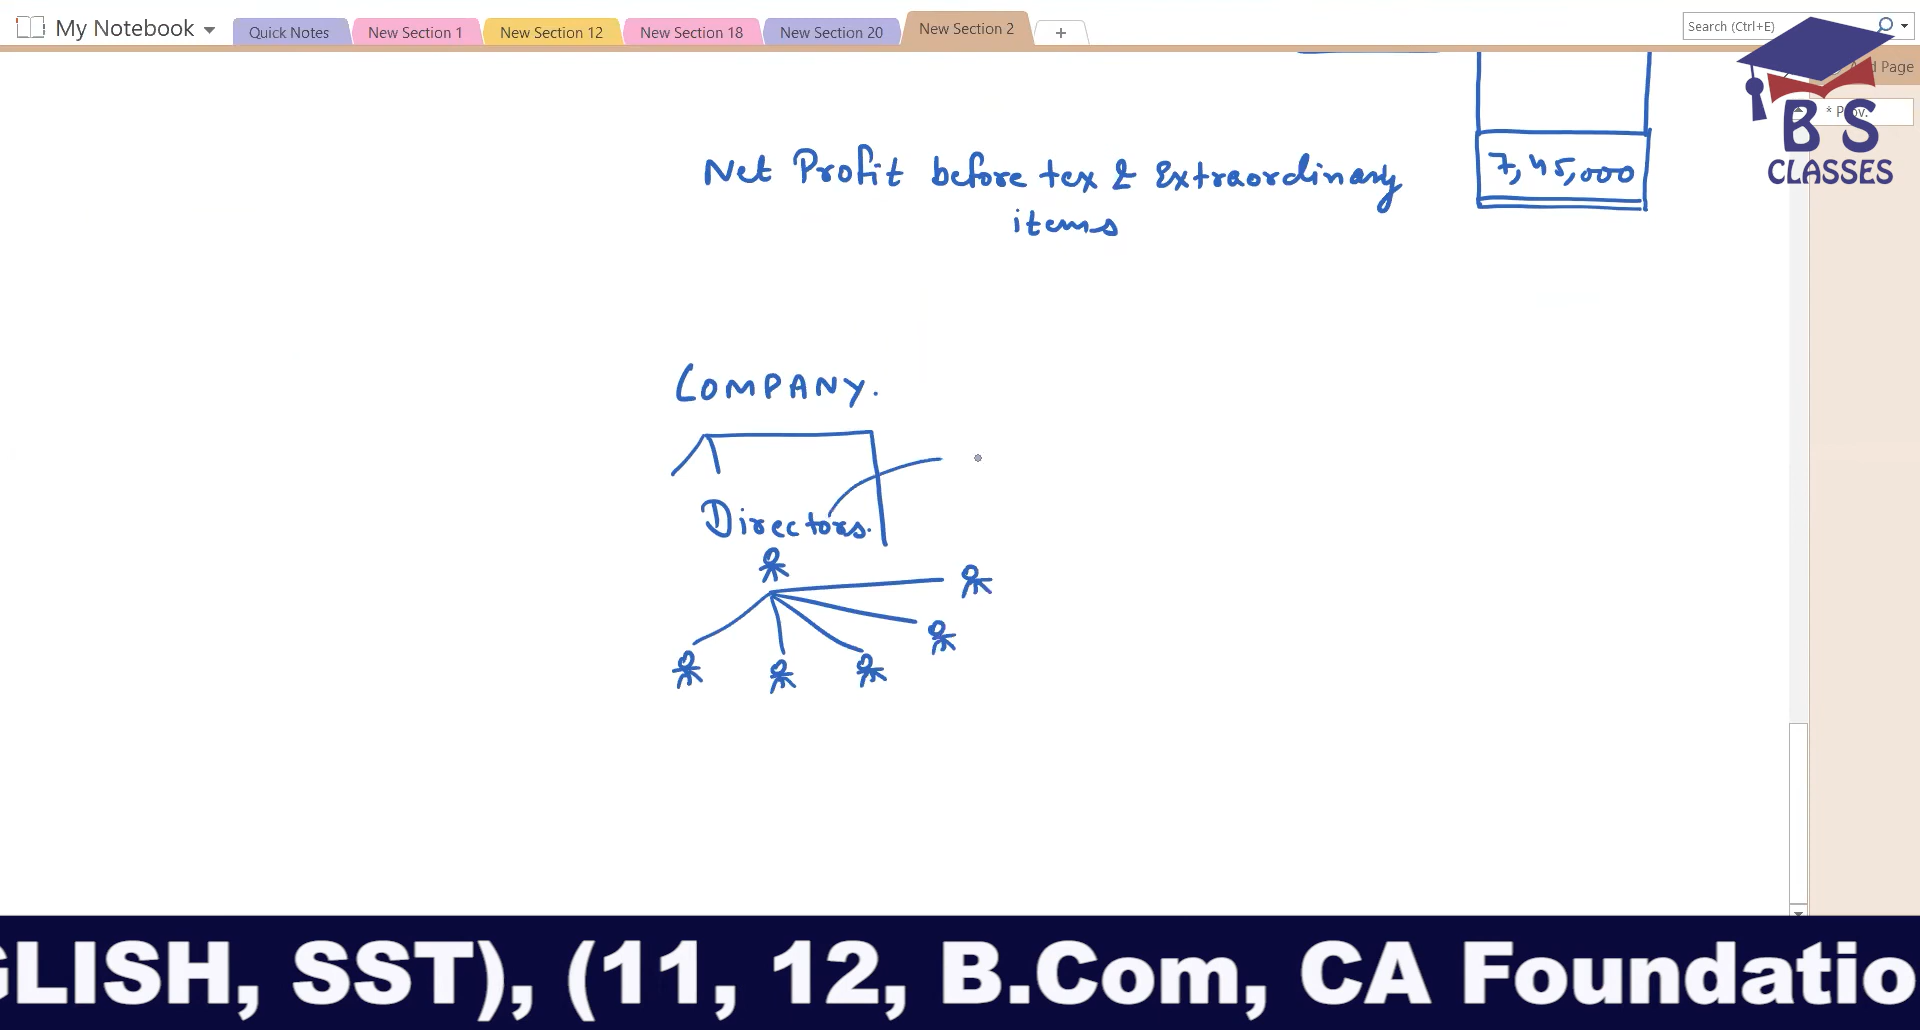 My Notebook
Quick Notes
New Section 1
New Section 12
New Section 18
New Section 20
New Section 2
+
Search (Ctrl+E)
Page
B S
CLASSES
7,45,000
Net Profit before tex & Extraordinary
items
COMPANY.
Directors.
GLISH, SST), (11, 12, B.Com, CA Foundatio